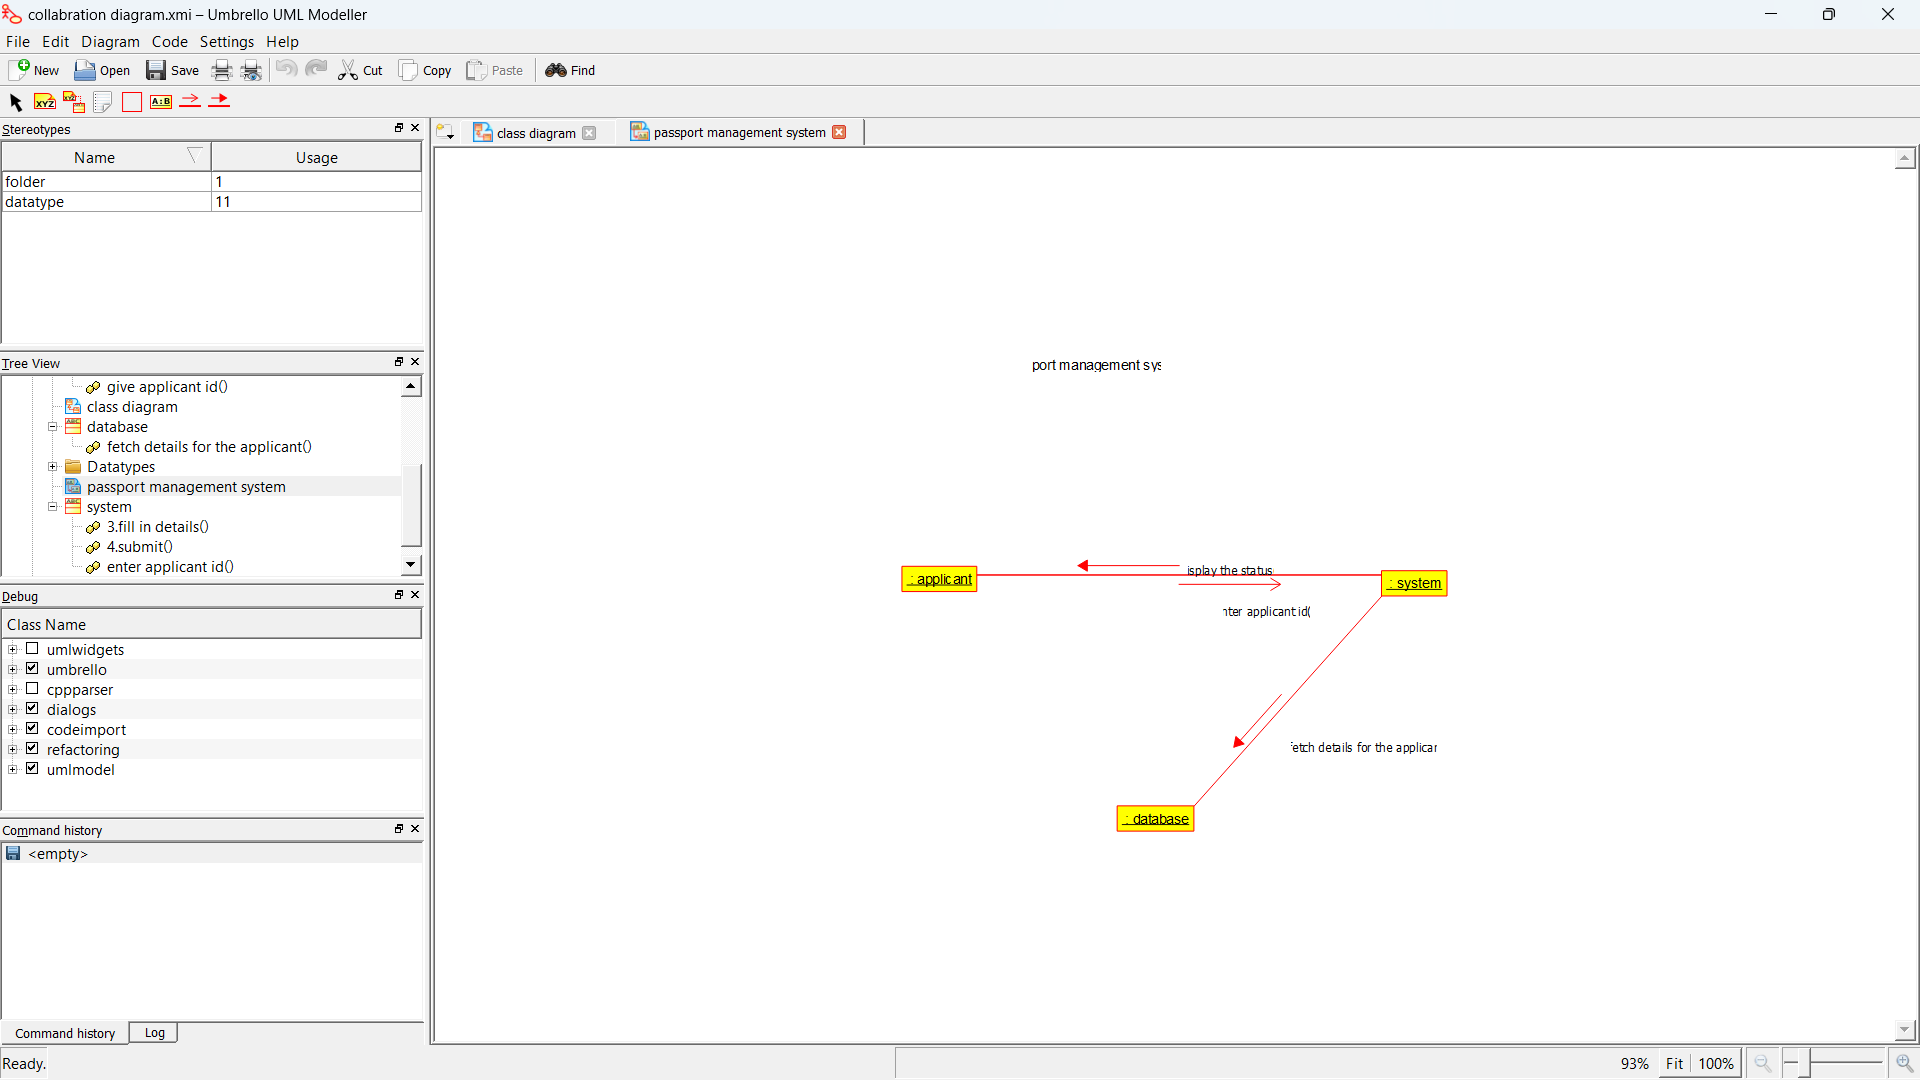 collabration diagram.xmi – Umbrello UML Modeller
File Edit Diagram Code Settings Help
New Open Save Cut Copy Paste Find
XYZ XYZ A:B
Stereotypes
Name Usage
folder 1
datatype 11
Tree View
give applicant id()
class diagram
database
fetch details for the applicant()
Datatypes
passport management system
system
3.fill in details()
4.submit()
enter applicant id()
Debug
Class Name
umlwidgets
umbrello
cppparser
dialogs
codeimport
refactoring
umlmodel
Command history
<empty>
Command history Log
Ready.
class diagram passport management system
port management sys
: applicant
isplay the status
: system
nter applicant id(
fetch details for the applicar
: database
93% Fit 100%